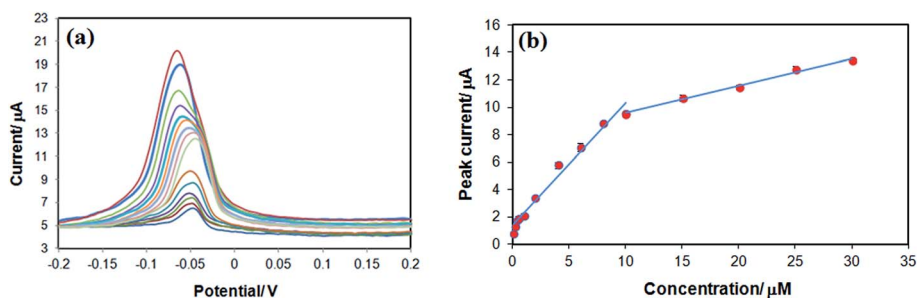 (a)
Current/ µA
23
21
19
17
15
13
11
9
7
5
3
-0.2 -0.15 -0.1 -0.05 0 0.05 0.1 0.15 0.2
Potential/ V
(b)
Peak current/ µA
16
14
12
10
8
6
4
2
0
0 5 10 15 20 25 30 35
Concentration/ µM